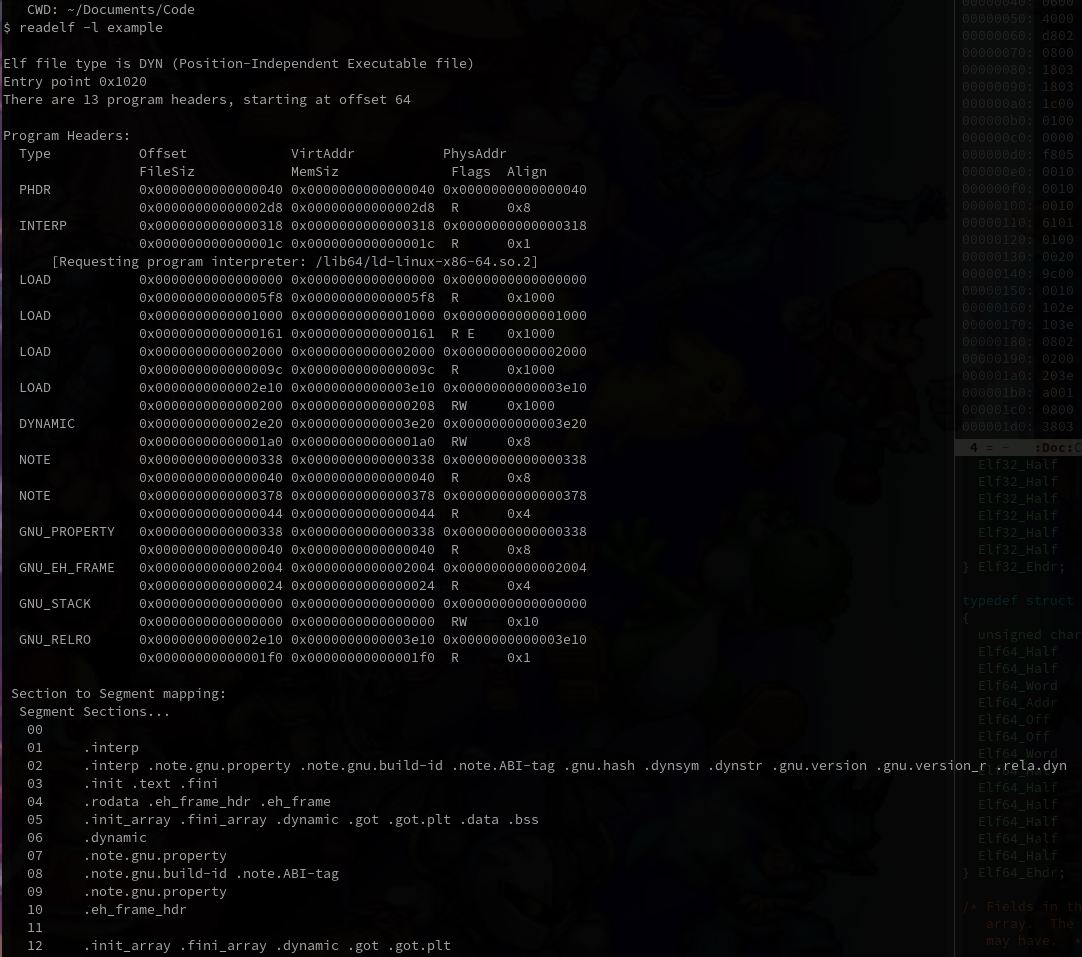 CWD: ~/Documents/Code
$ readelf -l example
Elf file type is DYN (Position-Independent Executable file)
Entry point 0x1020
There are 13 program headers, starting at offset 64
Program Headers:
Type Offset VirtAddr PhysAddr
FileSiz MemSiz Flags Align
PHDR 0x0000000000000040 0x0000000000000040 0x0000000000000040
0x00000000000002d8 0x00000000000002d8 R 0x8
INTERP 0x0000000000000318 0x0000000000000318 0x0000000000000318
0x000000000000001c 0x000000000000001c R 0x1
[Requesting program interpreter: /lib64/ld-linux-x86-64.so.2]
LOAD 0x0000000000000000 0x0000000000000000 0x0000000000000000
0x00000000000005f8 0x00000000000005f8 R 0x1000
LOAD 0x0000000000001000 0x0000000000001000 0x0000000000001000
0x0000000000000161 0x0000000000000161 R E 0x1000
LOAD 0x0000000000002000 0x0000000000002000 0x0000000000002000
0x000000000000009c 0x000000000000009c R 0x1000
LOAD 0x0000000000002e10 0x0000000000003e10 0x0000000000003e10
0x0000000000000200 0x0000000000000208 RW 0x1000
DYNAMIC 0x0000000000002e20 0x0000000000003e20 0x0000000000003e20
0x00000000000001a0 0x00000000000001a0 RW 0x8
NOTE 0x0000000000000338 0x0000000000000338 0x0000000000000338
0x0000000000000040 0x0000000000000040 R 0x8
NOTE 0x0000000000000378 0x0000000000000378 0x0000000000000378
0x0000000000000044 0x0000000000000044 R 0x4
GNU_PROPERTY 0x0000000000000338 0x0000000000000338 0x0000000000000338
0x0000000000000040 0x0000000000000040 R 0x8
GNU_EH_FRAME 0x0000000000002004 0x0000000000002004 0x0000000000002004
0x0000000000000024 0x0000000000000024 R 0x4
GNU_STACK 0x0000000000000000 0x0000000000000000 0x0000000000000000
0x0000000000000000 0x0000000000000000 RW 0x10
GNU_RELRO 0x0000000000002e10 0x0000000000003e10 0x0000000000003e10
0x00000000000001f0 0x00000000000001f0 R 0x1
Section to Segment mapping:
Segment Sections...
00
01 .interp
02 .interp .note.gnu.property .note.gnu.build-id .note.ABI-tag .gnu.hash .dynsym .dynstr .gnu.version .gnu.version_r .rela.dyn
03 .init .text .fini
04 .rodata .eh_frame_hdr .eh_frame
05 .init_array .fini_array .dynamic .got .got.plt .data .bss
06 .dynamic
07 .note.gnu.property
08 .note.gnu.build-id .note.ABI-tag
09 .note.gnu.property
10 .eh_frame_hdr
11
12 .init_array .fini_array .dynamic .got .got.plt
00000040: 0600
00000050: 4000
00000060: d802
00000070: 0800
00000080: 1803
00000090: 1803
000000a0: 1c00
000000b0: 0100
000000c0: 0000
000000d0: f805
000000e0: 0010
000000f0: 0010
00000100: 0010
00000110: 6101
00000120: 0100
00000130: 0020
00000140: 9c00
00000150: 0010
00000160: 102e
00000170: 103e
00000180: 0802
00000190: 0200
000001a0: 203e
000001b0: a001
000001c0: 0800
000001d0: 3803
4 = - :Doc:
Elf32_Half
Elf32_Half
Elf32_Half
Elf32_Half
Elf32_Half
Elf32_Half
} Elf32_Ehdr;
typedef struct
{
unsigned char
Elf64_Half
Elf64_Half
Elf64_Word
Elf64_Addr
Elf64_Off
Elf64_Off
Elf64_Word
Elf64_Half
Elf64_Half
Elf64_Half
Elf64_Half
Elf64_Half
} Elf64_Ehdr;
/* Fields in th
array. The
may have.